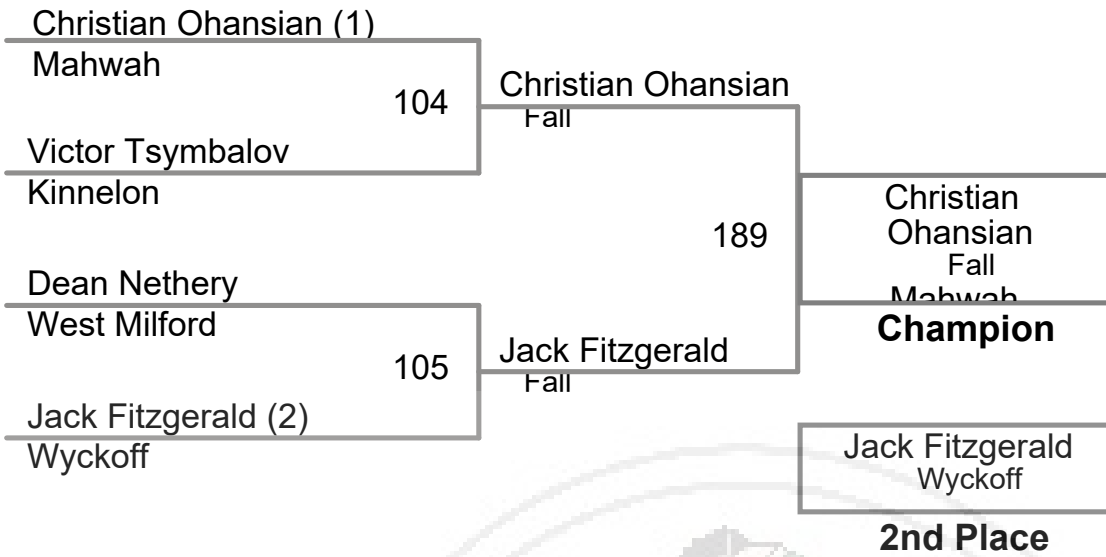 Christian Ohansian (1)
Mahwah
104
Victor Tsymbalov
Kinnelon
Christian Ohansian
Fall
Dean Nethery
West Milford
105
Jack Fitzgerald (2)
Wyckoff
Jack Fitzgerald
Fall
189
Christian
Ohansian
Fall
Mahwah
Champion
Jack Fitzgerald
Wyckoff
2nd Place